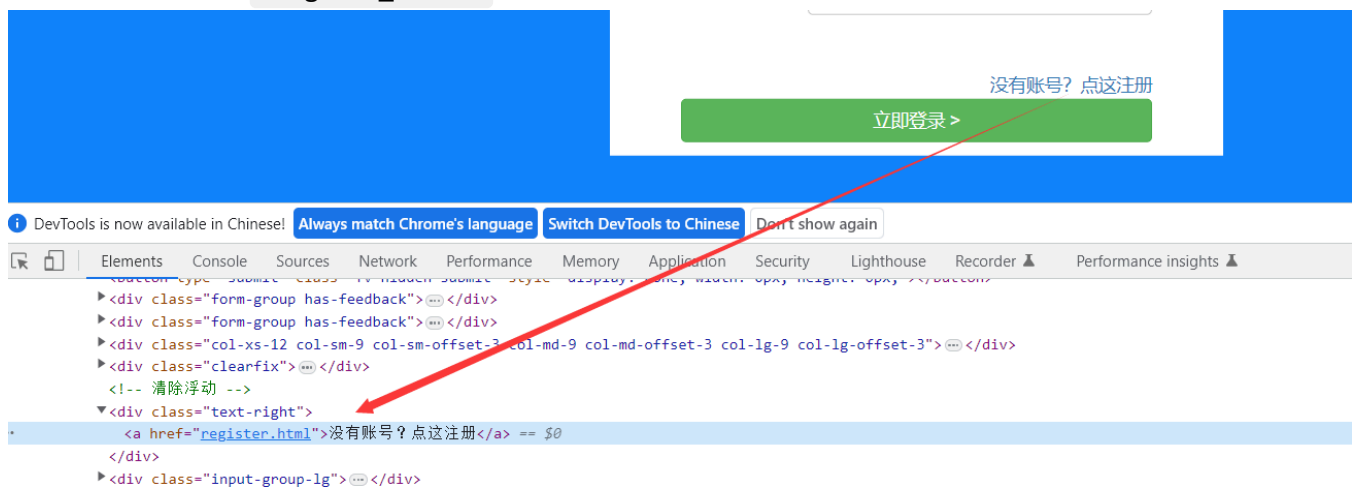 没有账号？点这注册
立即登录 >
DevTools is now available in Chinese! Always match Chrome's language Switch DevTools to Chinese Don't show again
Elements Console Sources Network Performance Memory Application Security Lighthouse Recorder Performance insights
<div class="form-group has-feedback">…</div>
<div class="form-group has-feedback">…</div>
<div class="col-xs-12 col-sm-9 col-sm-offset-3 col-md-9 col-md-offset-3 col-lg-9 col-lg-offset-3">…</div>
<div class="clearfix">…</div>
<!-- 清除浮动 -->
<div class="text-right">
<a href="register.html">没有账号？点这注册</a> == $0
</div>
<div class="input-group-lg">…</div>